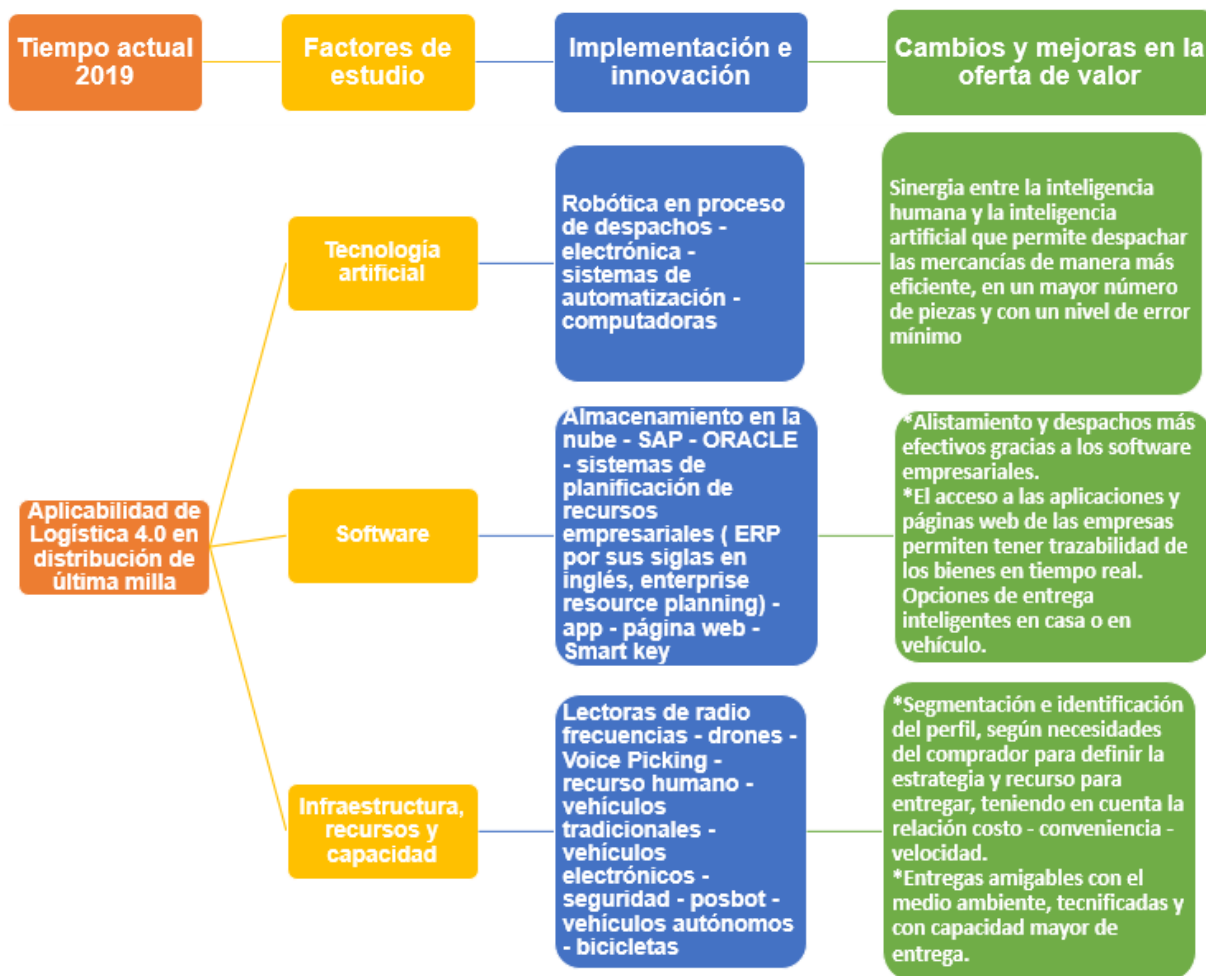 Tiempo actual
2019
Factores de
estudio
Implementación e
innovación
Cambios y mejoras en la
oferta de valor
Aplicabilidad de
Logística 4.0 en
distribución de
última milla
Tecnología
artificial
Robótica en proceso
de despachos -
electrónica -
sistemas de
automatización -
computadoras
Sinergia entre la inteligencia
humana y la inteligencia
artificial que permite despachar
las mercancías de manera más
eficiente, en un mayor número
de piezas y con un nivel de error
mínimo
Software
Almacenamiento en la
nube - SAP - ORACLE
- sistemas de
planificación de
recursos
empresariales ( ERP
por sus siglas en
inglés, enterprise
resource planning) -
app - página web -
Smart key
*Alistamiento y despachos más
efectivos gracias a los software
empresariales.
*El acceso a las aplicaciones y
páginas web de las empresas
permiten tener trazabilidad de
los bienes en tiempo real.
Opciones de entrega
inteligentes en casa o en
vehículo.
Infraestructura,
recursos y
capacidad
Lectoras de radio
frecuencias - drones -
Voice Picking -
recurso humano -
vehículos
tradicionales -
vehículos
electrónicos -
seguridad - posbot -
vehículos autónomos
- bicicletas
*Segmentación e identificación
del perfil, según necesidades
del comprador para definir la
estrategia y recurso para
entregar, teniendo en cuenta la
relación costo - conveniencia -
velocidad.
*Entregas amigables con el
medio ambiente, tecnificadas y
con capacidad mayor de
entrega.